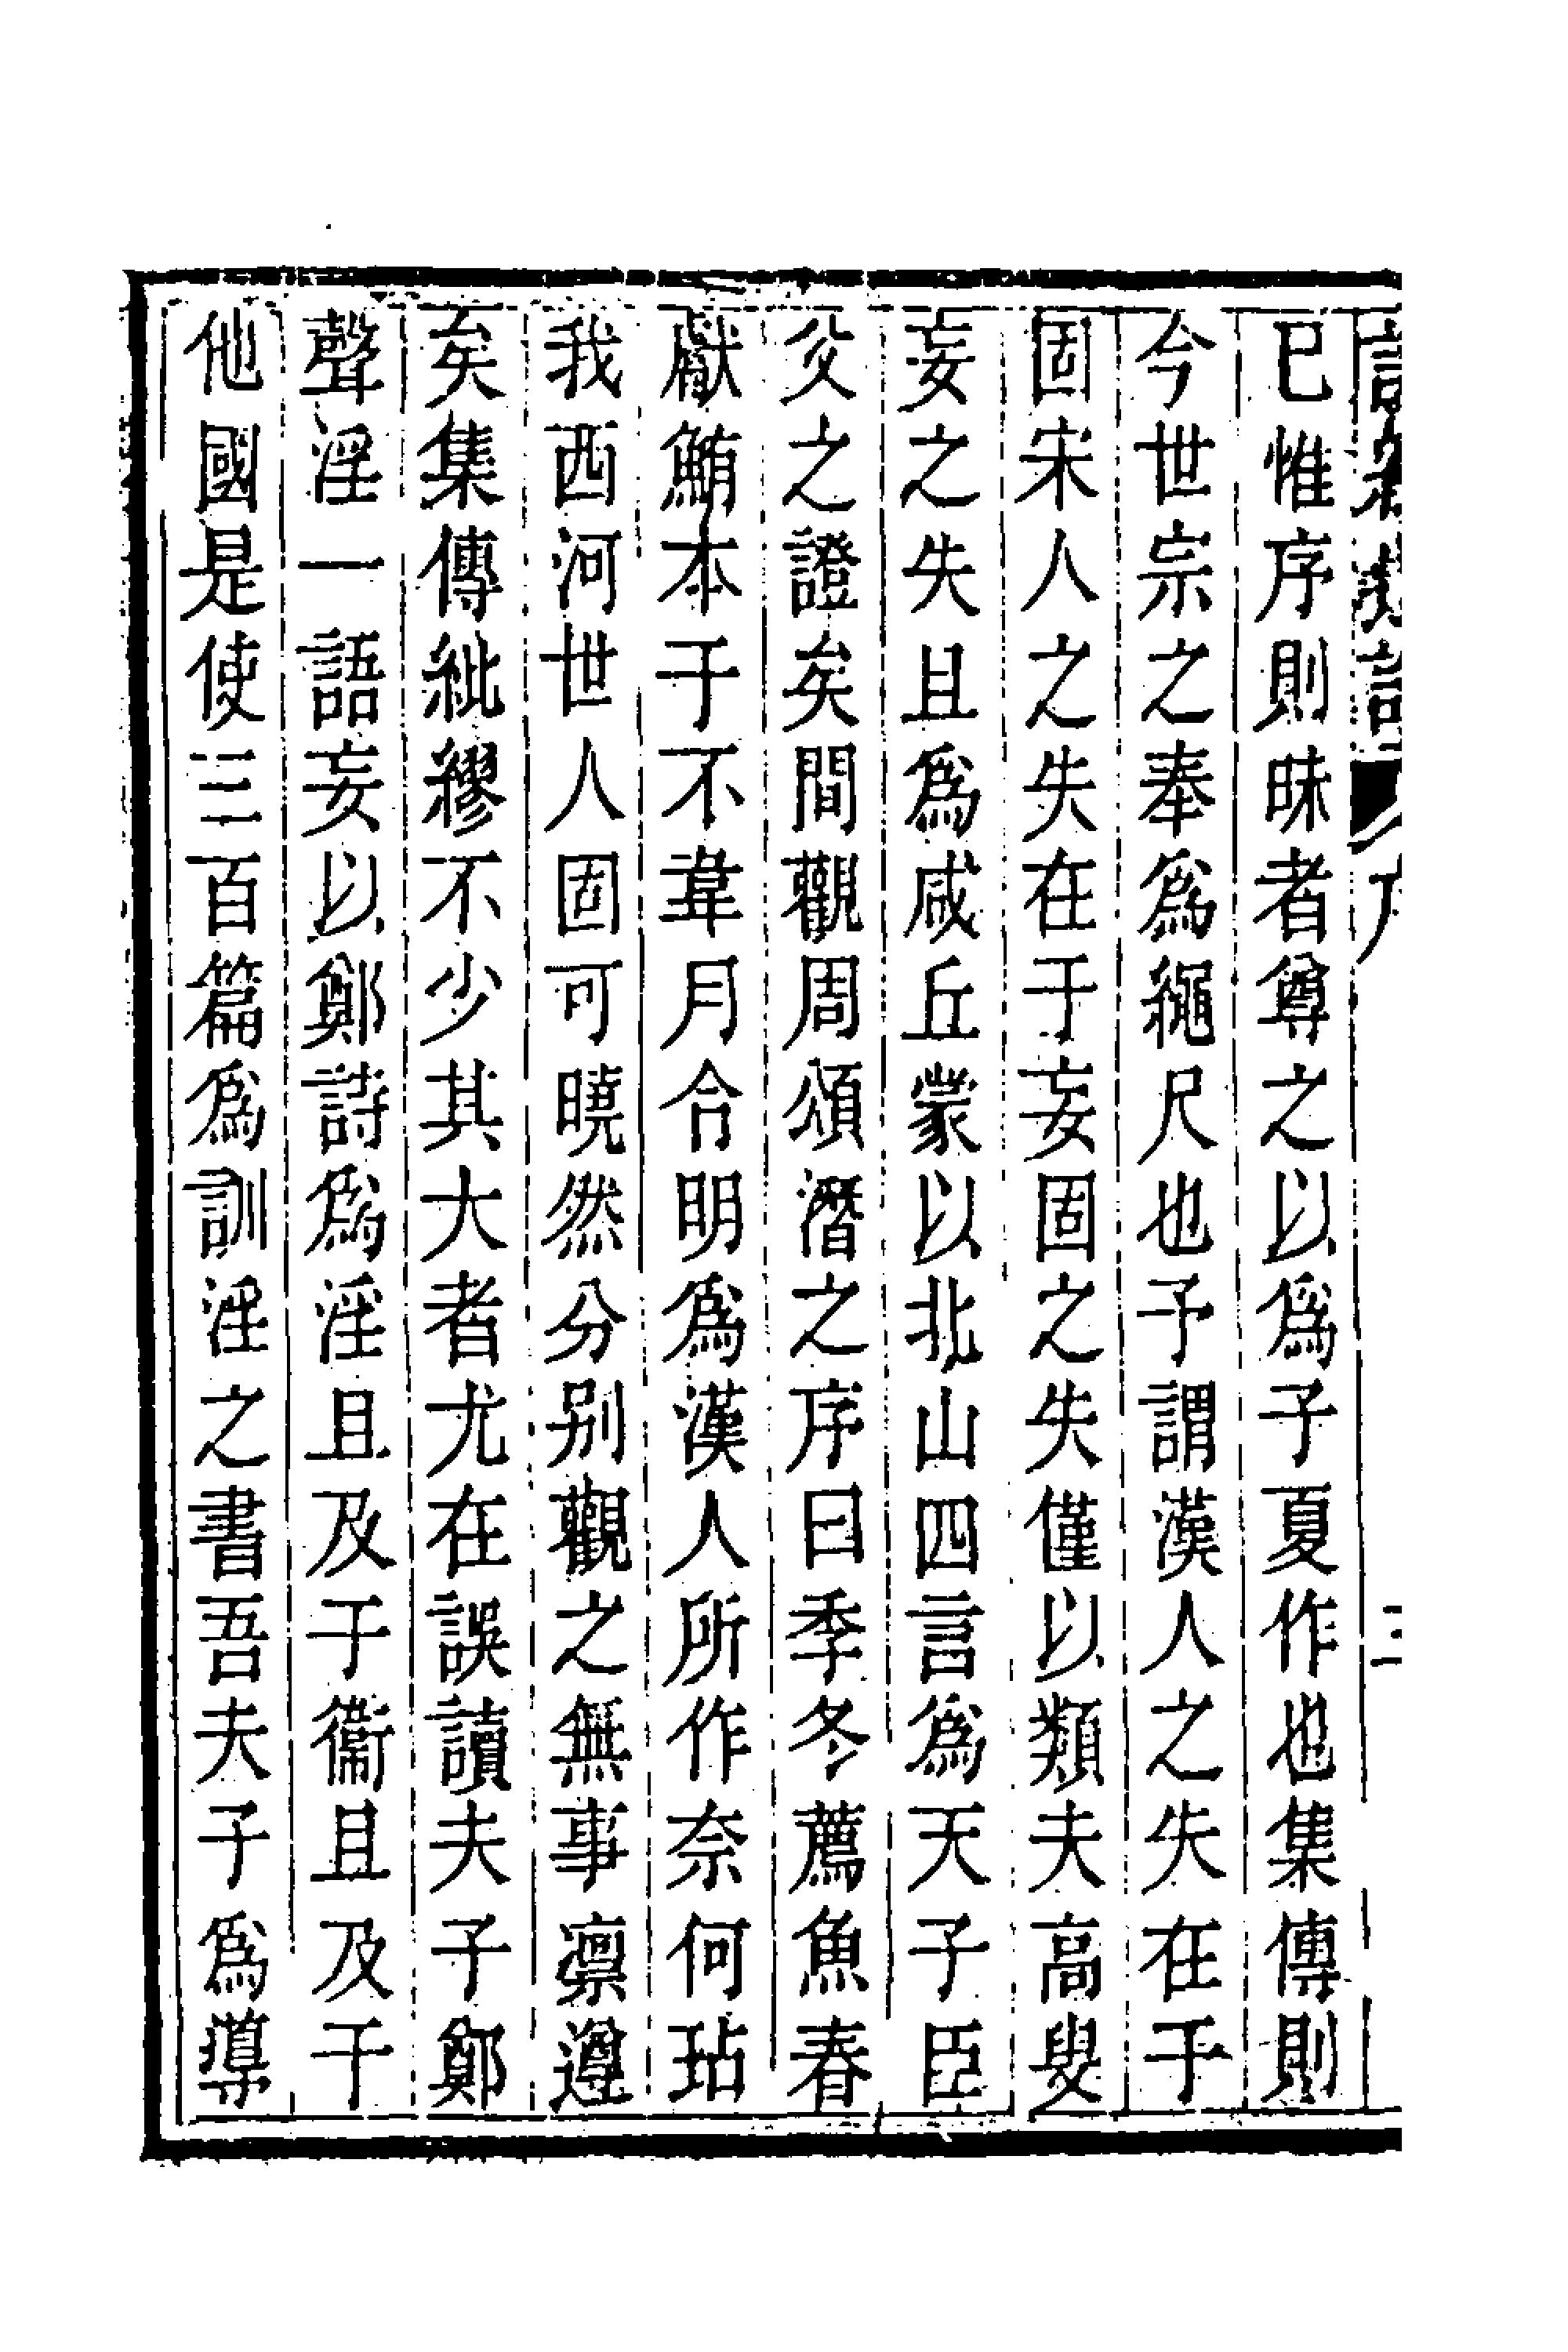 已惟序則昧者尊之以爲子夏作也集傳則
今世宗之奉爲繩尺也予謂漢人之失在于
固宋人之失在于妄固之失僅以類夫高叟
妄之失且爲咸丘蒙以北山四言爲天子臣
父之證矣間觀周頌潛之序曰季冬薦魚春
獻鮪本于不韋月令明爲漢人所作奈何玷
我西河世人固可曉然分别觀之無事凛遵
矣集傳紕繆不少其大者尤在誤讀夫子鄭
聲淫一語妄以鄭詩爲淫且及于衞且及于
他國是使三百篇爲訓淫之書吾夫子爲導